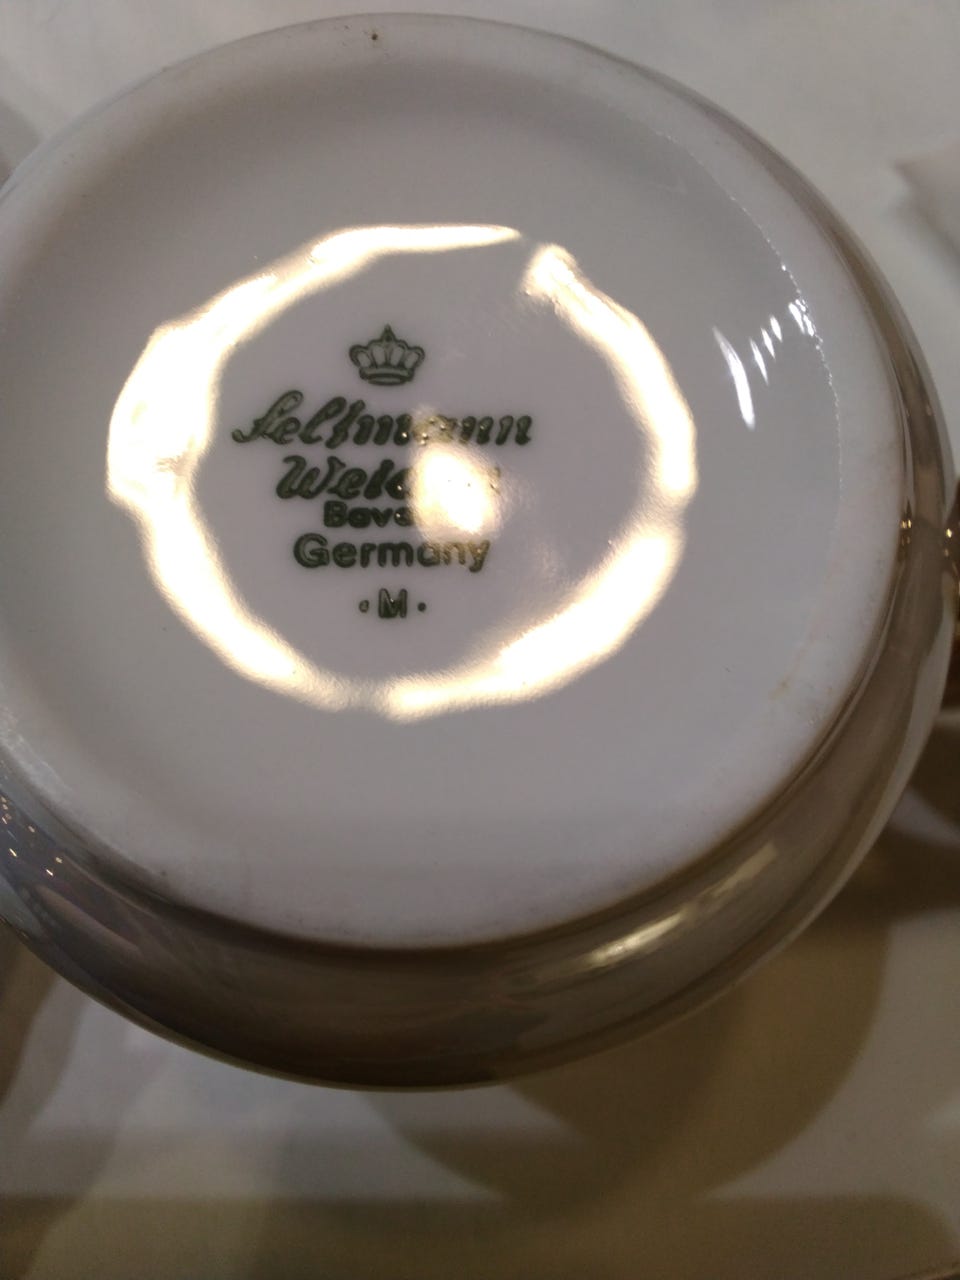 Seltmann
Germany
· M ·